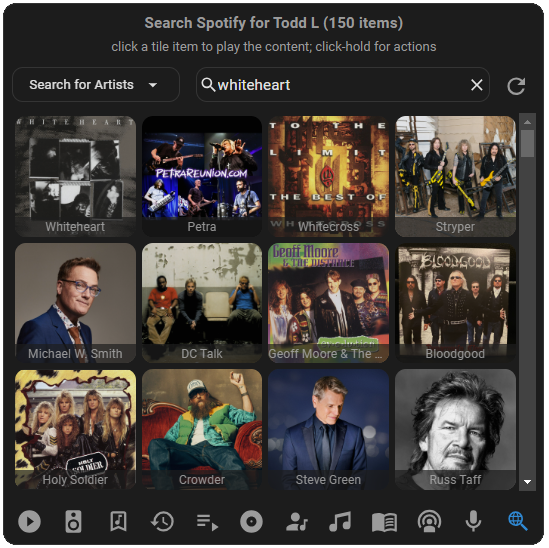 Search Spotify for Todd L (150 items)
click a tile item to play the content; click-hold for actions
Search for Artists
whiteheart
WHITE HEART
Whiteheart
PETRAREUNION.COM
Petra
TO THE
LIMIT
THE BEST OF
WHITECROSS
Whitecross
Stryper
Michael W. Smith
DC Talk
Geoff Moore
& THE DISTANCE
Geoff Moore & The ...
BLOODGOOD
Bloodgood
HOLY SOLDIER
Holy Soldier
Crowder
Steve Green
Russ Taff